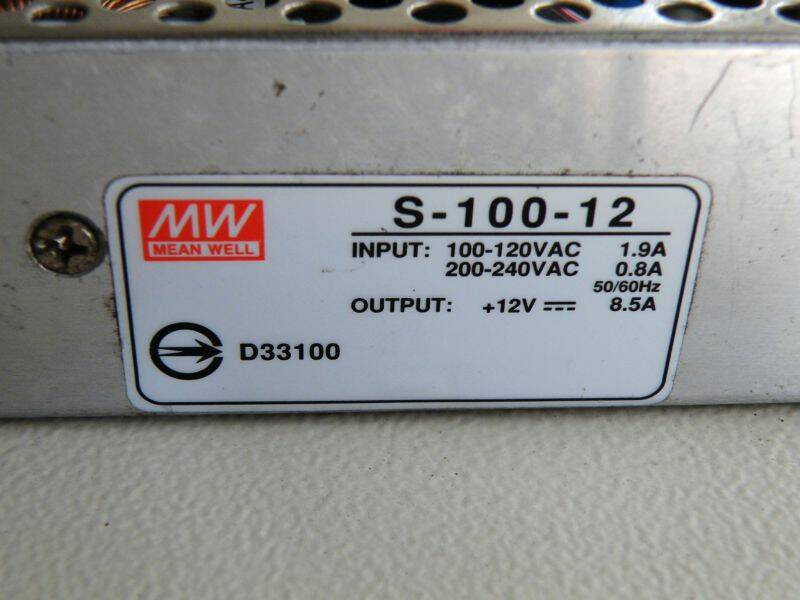 MW
MEAN WELL
S-100-12
INPUT: 100-120VAC 1.9A
200-240VAC 0.8A
50/60Hz
OUTPUT: +12V 8.5A
D33100